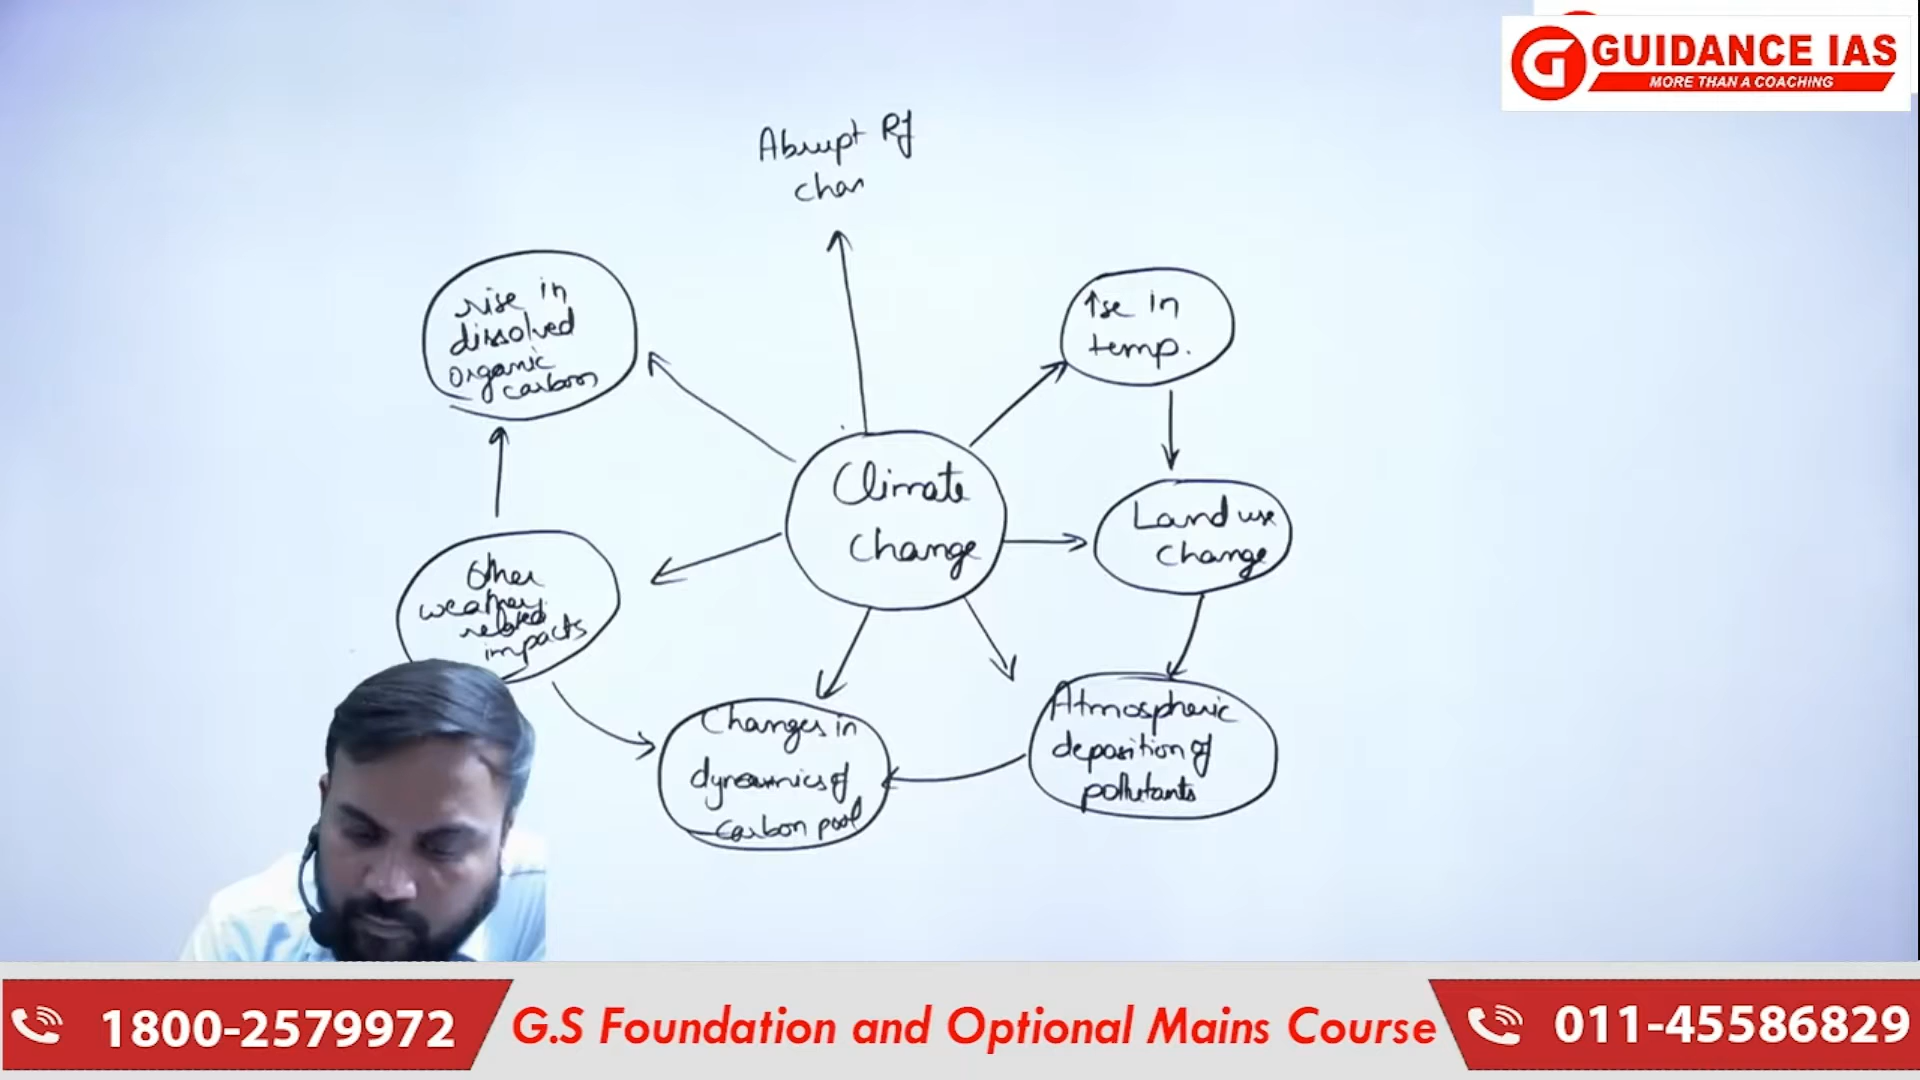 GUIDANCE IAS
MORE THAN A COACHING
Abrupt Rf
chan
rise in
dissolved
organic
carbon
↑se in
temp.
Climate
Change
Land use
change
other
weather
related
impacts
Changes in
dynamics of
carbon pool
Atmospheric
deposition of
pollutants
1800-2579972
G.S Foundation and Optional Mains Course
011-45586829